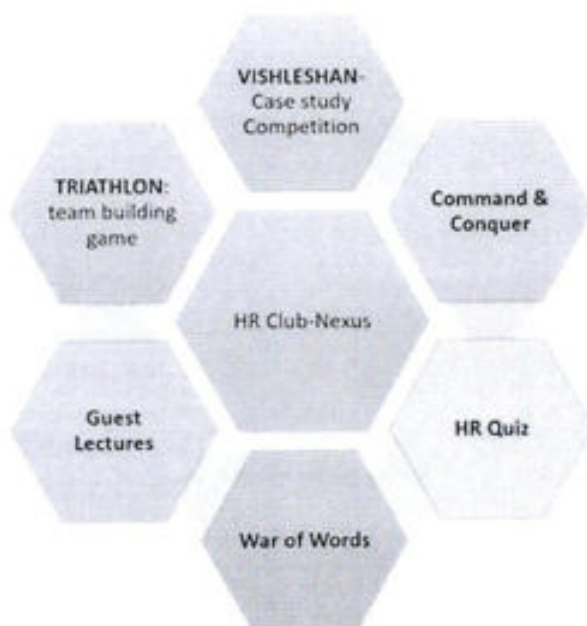 VISHLESHAN-
Case study
Competition
TRIATHLON:
team building
game
Command &
Conquer
HR Club-Nexus
Guest
Lectures
HR Quiz
War of Words